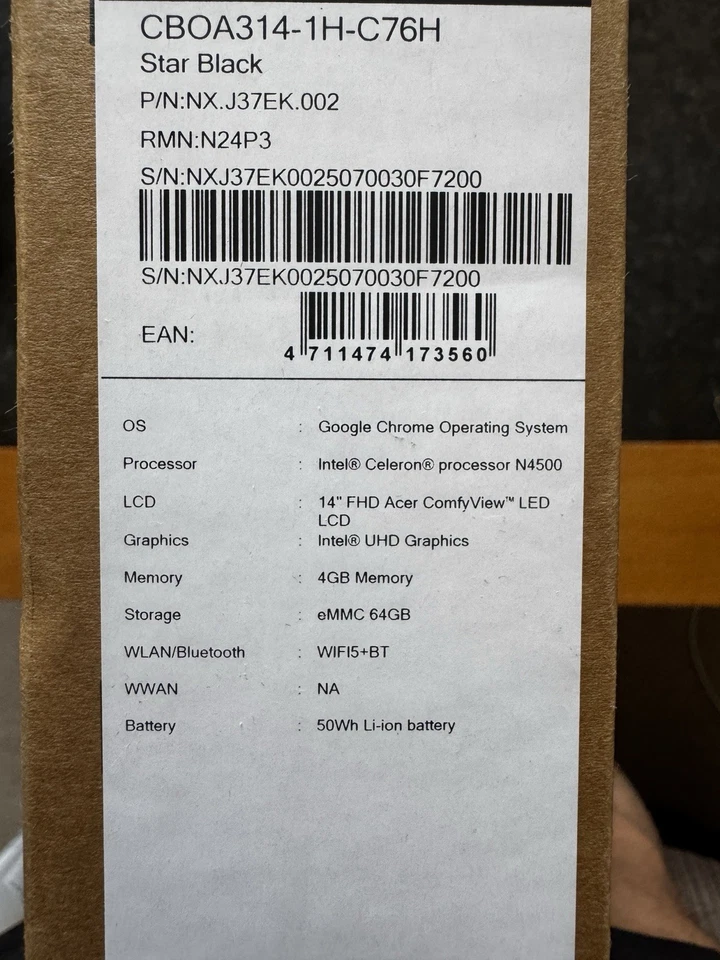 CBOA314-1H-C76H
Star Black
P/N:NX.J37EK.002
RMN:N24P3
S/N:NXJ37EK0025070030F7200
S/N:NXJ37EK0025070030F7200
EAN:
4 711474 173560
OS : Google Chrome Operating System
Processor : Intel® Celeron® processor N4500
LCD : 14" FHD Acer ComfyView™ LED
LCD
Graphics : Intel® UHD Graphics
Memory : 4GB Memory
Storage : eMMC 64GB
WLAN/Bluetooth : WIFI5+BT
WWAN : NA
Battery : 50Wh Li-ion battery